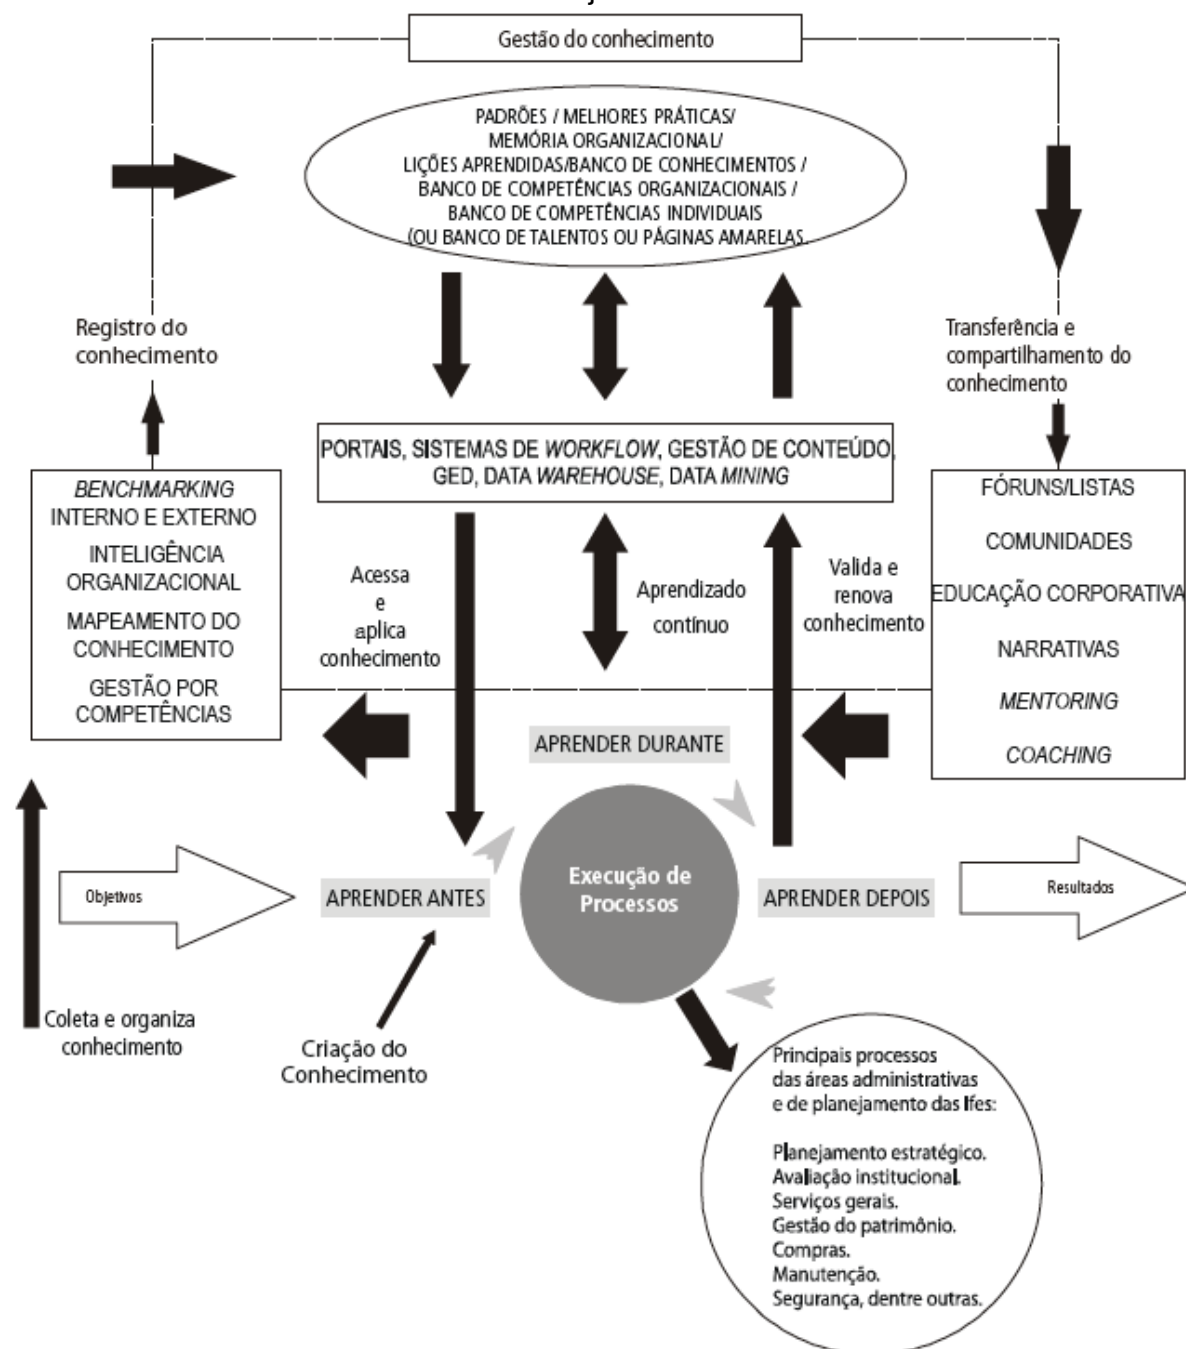 Gestão do conhecimento
PADRÕES / MELHORES PRÁTICAS/
MEMÓRIA ORGANIZACIONAL/
LIÇÕES APRENDIDAS/BANCO DE CONHECIMENTOS /
BANCO DE COMPETÊNCIAS ORGANIZACIONAIS /
BANCO DE COMPETÊNCIAS INDIVIDUAIS
(OU BANCO DE TALENTOS OU PÁGINAS AMARELAS.
Registro do
conhecimento
Transferência e
compartilhamento do
conhecimento
PORTAIS, SISTEMAS DE WORKFLOW, GESTÃO DE CONTEÚDO,
GED, DATA WAREHOUSE, DATA MINING
BENCHMARKING
INTERNO E EXTERNO
INTELIGÊNCIA
ORGANIZACIONAL
MAPEAMENTO DO
CONHECIMENTO
GESTÃO POR
COMPETÊNCIAS
Acessa
e
aplica
conhecimento
Aprendizado
contínuo
Valida e
renova
conhecimento
FÓRUNS/LISTAS
COMUNIDADES
EDUCAÇÃO CORPORATIVA
NARRATIVAS
MENTORING
COACHING
APRENDER DURANTE
Objetivos
APRENDER ANTES
Execução de
Processos
APRENDER DEPOIS
Resultados
Coleta e organiza
conhecimento
Criação do
Conhecimento
Principais processos
das áreas administrativas
e de planejamento das Ifes:
Planejamento estratégico.
Avaliação institucional.
Serviços gerais.
Gestão do patrimônio.
Compras.
Manutenção.
Segurança, dentre outras.